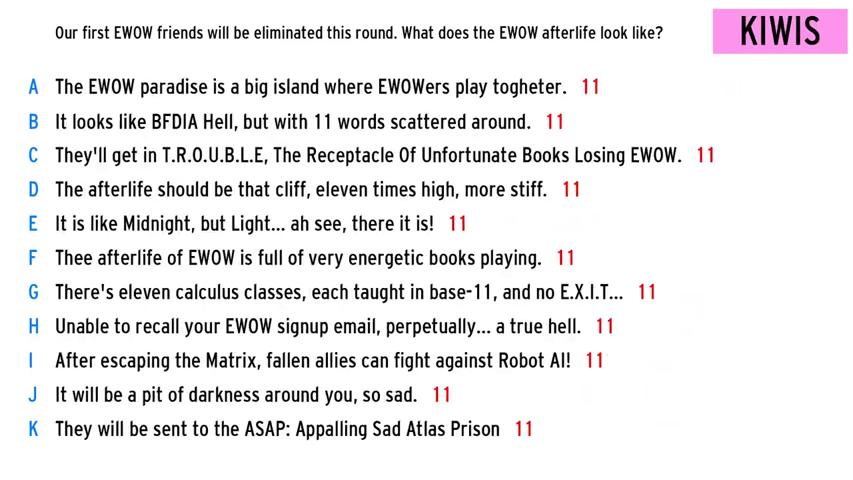 Our first EWOW friends will be eliminated this round. What does the EWOW afterlife look like?
KIWIS
A The EWOW paradise is a big island where EWOWers play togheter. 11
B It looks like BFDIA Hell, but with 11 words scattered around. 11
C They'll get in T.R.O.U.B.L.E, The Receptacle Of Unfortunate Books Losing EWOW. 11
D The afterlife should be that cliff, eleven times high, more stiff. 11
E It is like Midnight, but Light... ah see, there it is! 11
F Thee afterlife of EWOW is full of very energetic books playing. 11
G There's eleven calculus classes, each taught in base-11, and no E.X.I.T... 11
H Unable to recall your EWOW signup email, perpetually... a true hell. 11
I After escaping the Matrix, fallen allies can fight against Robot AI! 11
J It will be a pit of darkness around you, so sad. 11
K They will be sent to the ASAP: Appalling Sad Atlas Prison 11